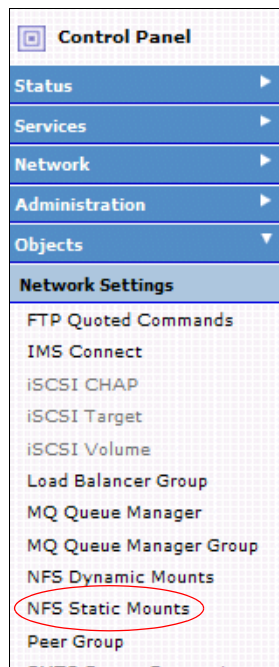 Control Panel
Status
Services
Network
Administration
Objects
Network Settings
FTP Quoted Commands
IMS Connect
iSCSI CHAP
iSCSI Target
iSCSI Volume
Load Balancer Group
MQ Queue Manager
MQ Queue Manager Group
NFS Dynamic Mounts
NFS Static Mounts
Peer Group